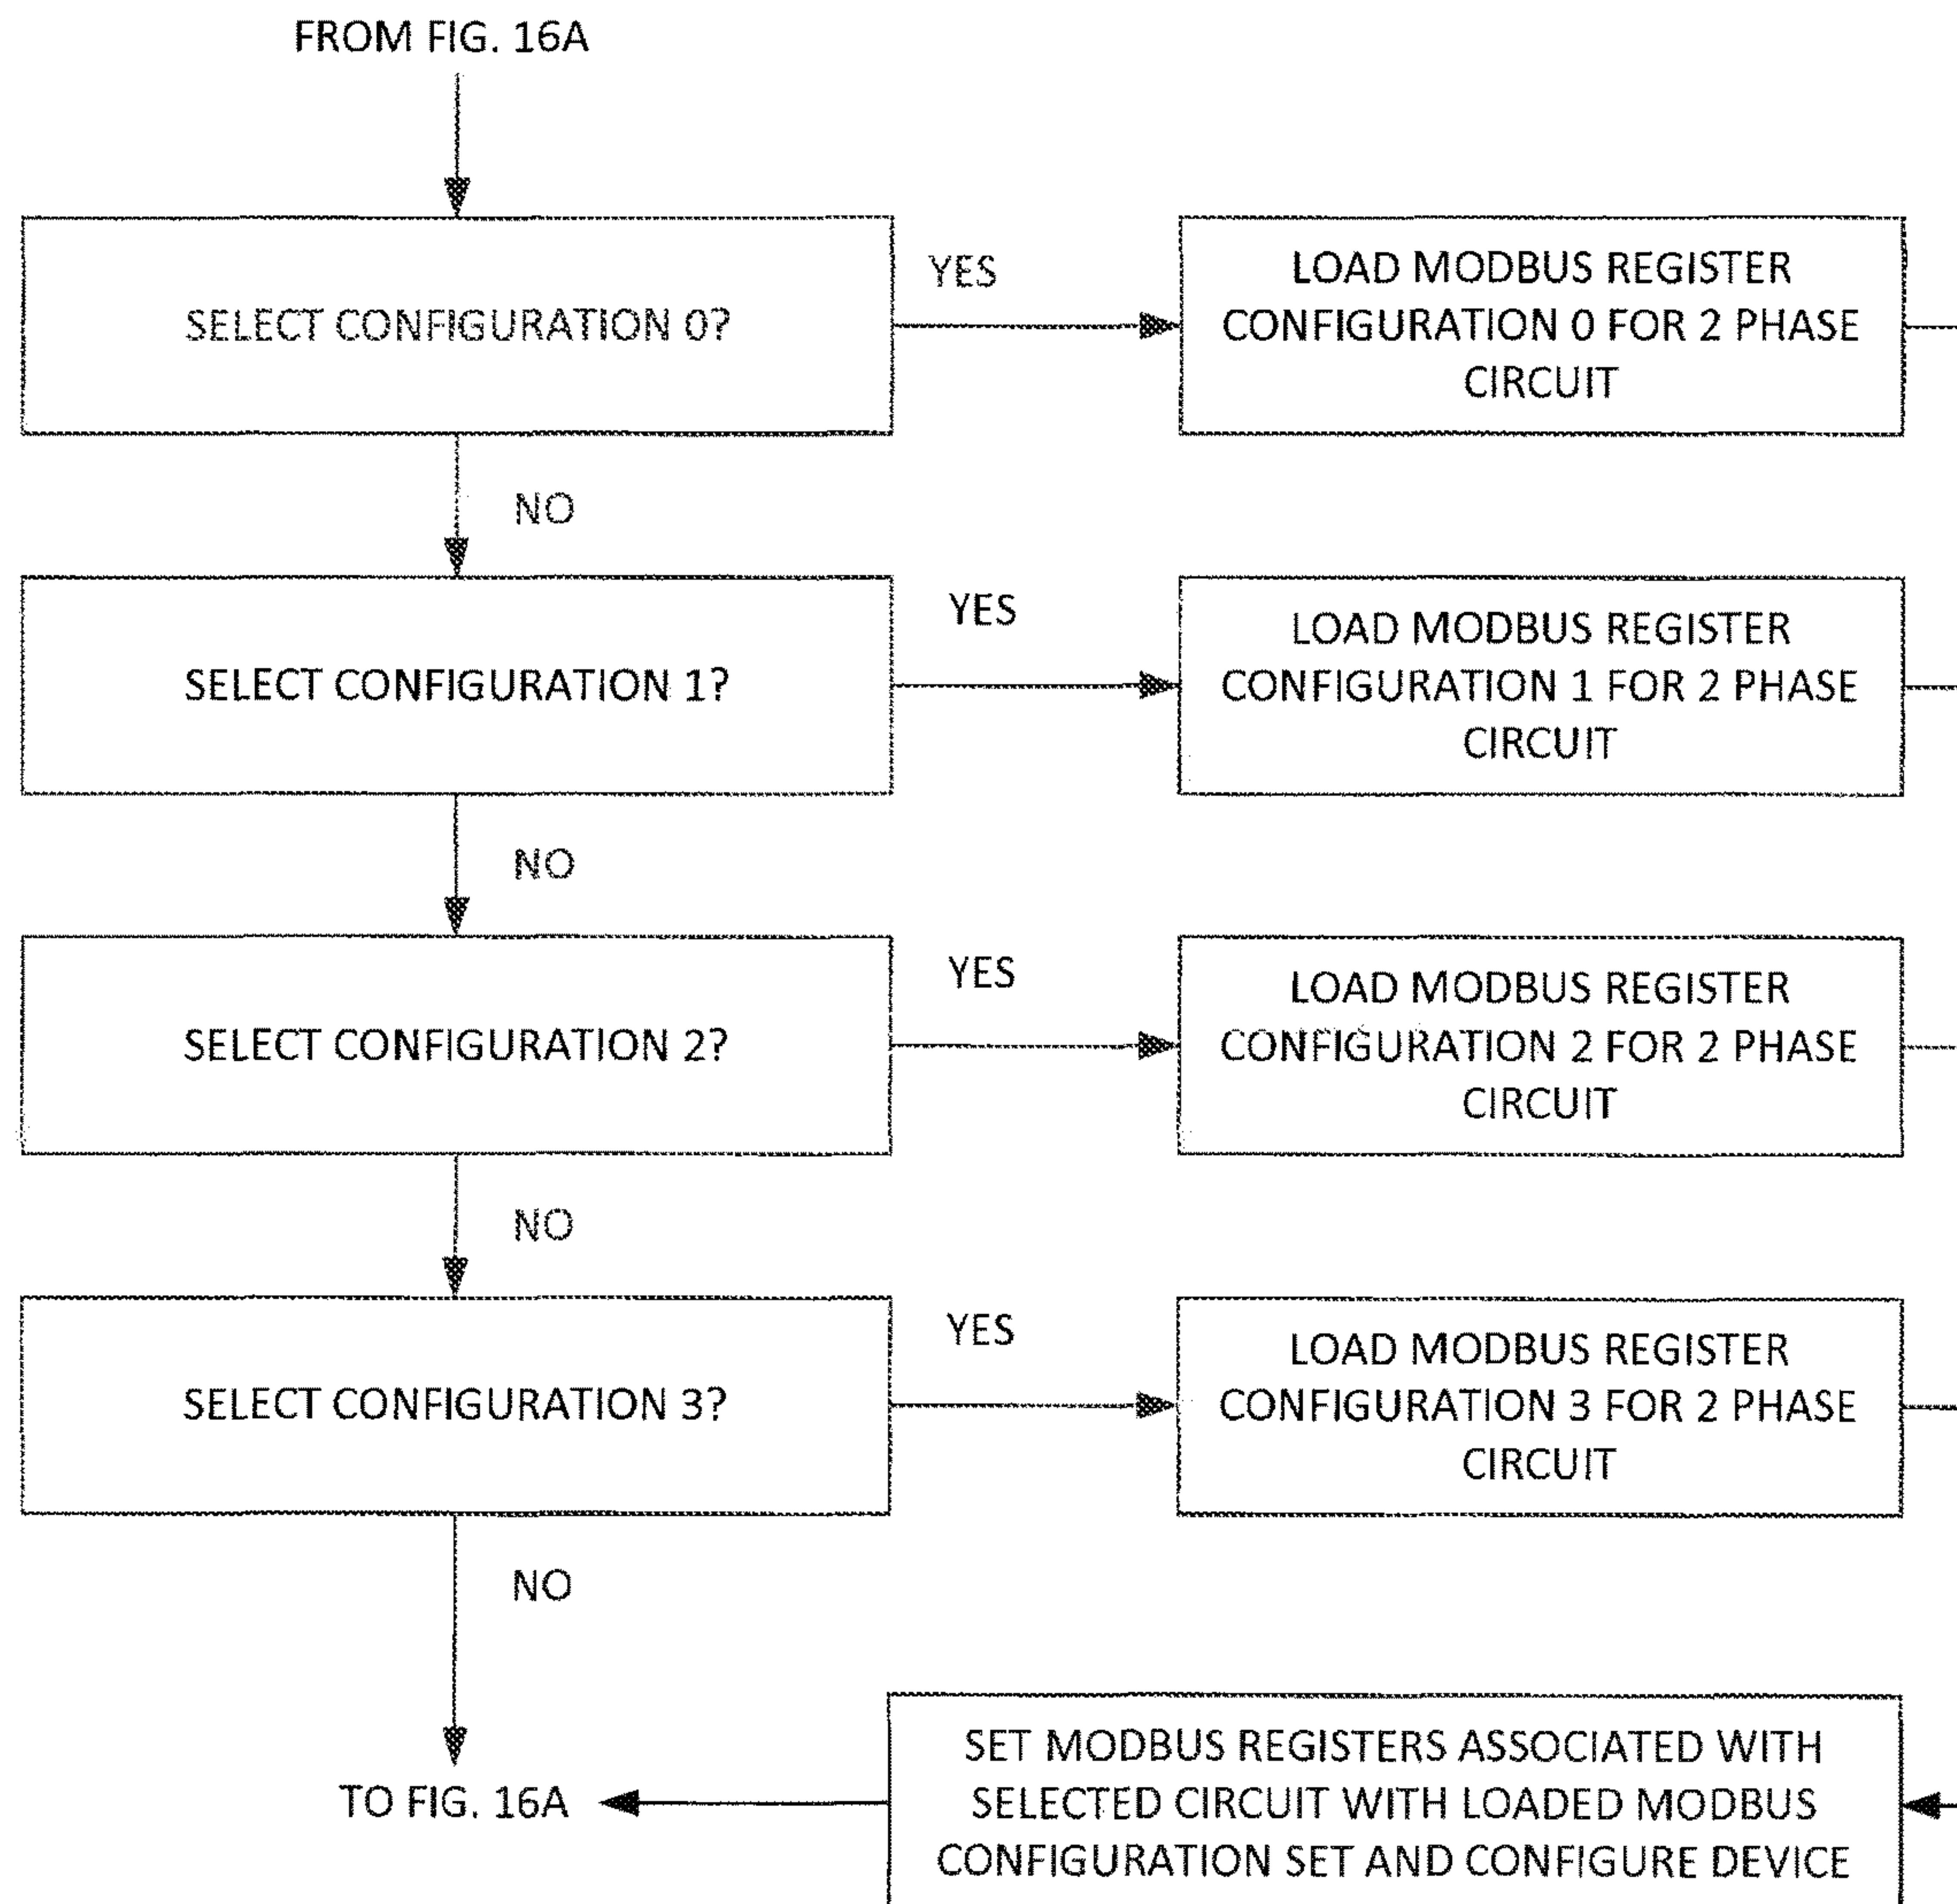 FROM FIG. 16A
SELECT CONFIGURATION 0?
YES
LOAD MODBUS REGISTER
CONFIGURATION 0 FOR 2 PHASE
CIRCUIT
NO
SELECT CONFIGURATION 1?
YES
LOAD MODBUS REGISTER
CONFIGURATION 1 FOR 2 PHASE
CIRCUIT
NO
SELECT CONFIGURATION 2?
YES
LOAD MODBUS REGISTER
CONFIGURATION 2 FOR 2 PHASE
CIRCUIT
NO
SELECT CONFIGURATION 3?
YES
LOAD MODBUS REGISTER
CONFIGURATION 3 FOR 2 PHASE
CIRCUIT
NO
TO FIG. 16A
SET MODBUS REGISTERS ASSOCIATED WITH
SELECTED CIRCUIT WITH LOADED MODBUS
CONFIGURATION SET AND CONFIGURE DEVICE